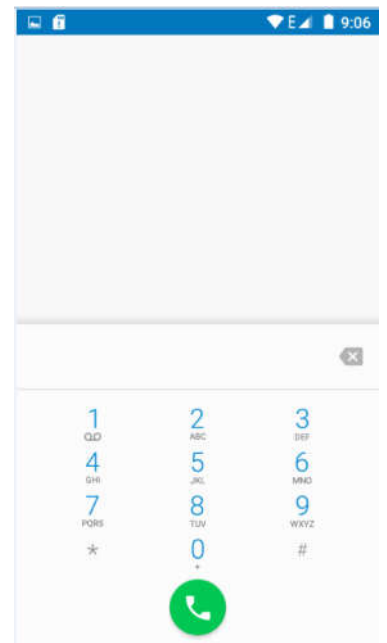 E 9:06
1 2 3
ABC DEF
4 5 6
GHI JKL MNO
7 8 9
PQRS TUV WXYZ
* 0 #
+